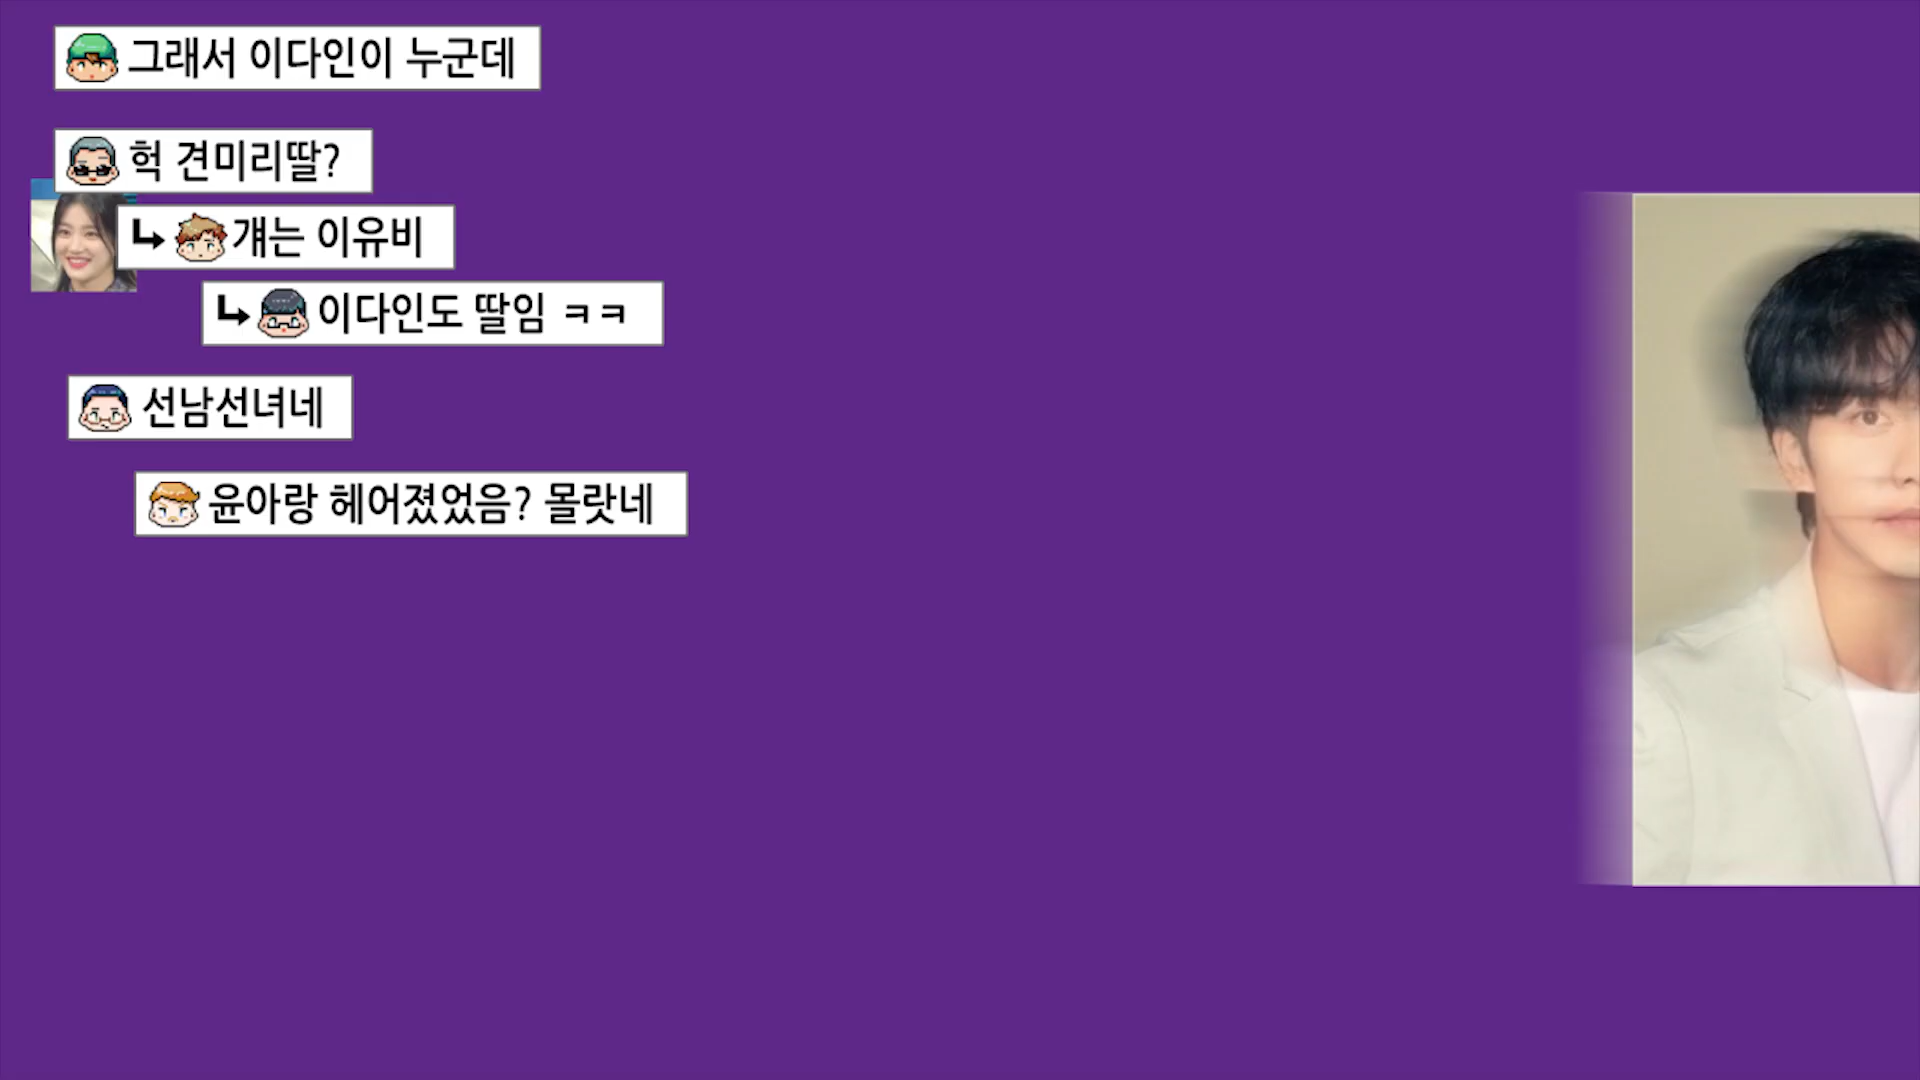 그래서 이다인이 누군데
헉 견미리딸?
걔는 이유비
이다인도 딸임 ㅋㅋ
선남선녀네
윤아랑 헤어졌었음? 몰랏네